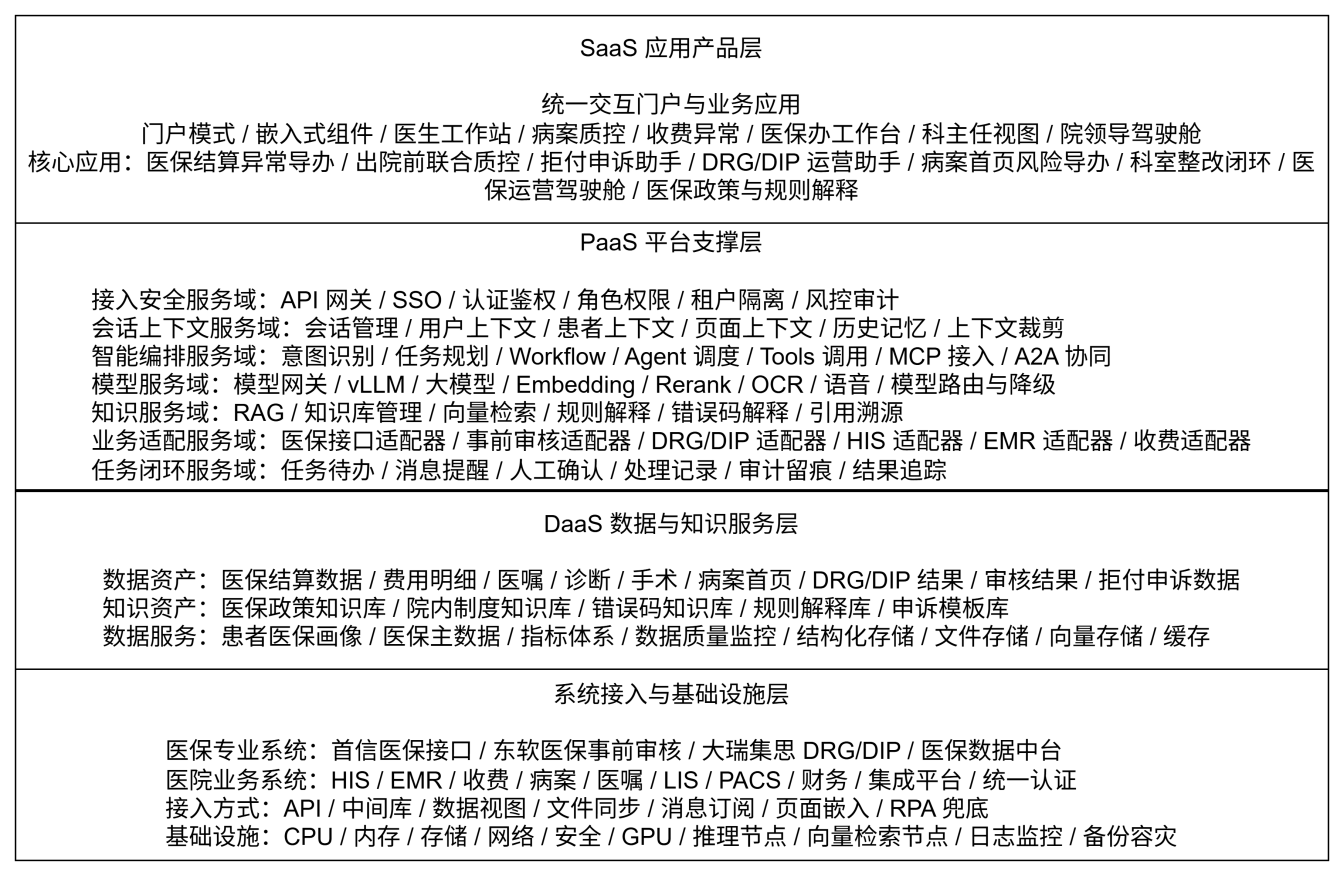 SaaS 应用产品层
统一交互门户与业务应用
门户模式 / 嵌入式组件 / 医生工作站 / 病案质控 / 收费异常 / 医保办工作台 / 科主任视图 / 院领导驾驶舱
核心应用：医保结算异常导办 / 出院前联合质控 / 拒付申诉助手 / DRG/DIP 运营助手 / 病案首页风险导办 / 科室整改闭环 / 医
保运营驾驶舱 / 医保政策与规则解释
PaaS 平台支撑层
接入安全服务域：API 网关 / SSO / 认证鉴权 / 角色权限 / 租户隔离 / 风控审计
会话上下文服务域：会话管理 / 用户上下文 / 患者上下文 / 页面上下文 / 历史记忆 / 上下文裁剪
智能编排服务域：意图识别 / 任务规划 / Workflow / Agent 调度 / Tools 调用 / MCP 接入 / A2A 协同
模型服务域：模型网关 / vLLM / 大模型 / Embedding / Rerank / OCR / 语音 / 模型路由与降级
知识服务域：RAG / 知识库管理 / 向量检索 / 规则解释 / 错误码解释 / 引用溯源
业务适配服务域：医保接口适配器 / 事前审核适配器 / DRG/DIP 适配器 / HIS 适配器 / EMR 适配器 / 收费适配器
任务闭环服务域：任务待办 / 消息提醒 / 人工确认 / 处理记录 / 审计留痕 / 结果追踪
DaaS 数据与知识服务层
数据资产：医保结算数据 / 费用明细 / 医嘱 / 诊断 / 手术 / 病案首页 / DRG/DIP 结果 / 审核结果 / 拒付申诉数据
知识资产：医保政策知识库 / 院内制度知识库 / 错误码知识库 / 规则解释库 / 申诉模板库
数据服务：患者医保画像 / 医保主数据 / 指标体系 / 数据质量监控 / 结构化存储 / 文件存储 / 向量存储 / 缓存
系统接入与基础设施层
医保专业系统：首信医保接口 / 东软医保事前审核 / 大瑞集思 DRG/DIP / 医保数据中台
医院业务系统：HIS / EMR / 收费 / 病案 / 医嘱 / LIS / PACS / 财务 / 集成平台 / 统一认证
接入方式：API / 中间库 / 数据视图 / 文件同步 / 消息订阅 / 页面嵌入 / RPA 兜底
基础设施：CPU / 内存 / 存储 / 网络 / 安全 / GPU / 推理节点 / 向量检索节点 / 日志监控 / 备份容灾